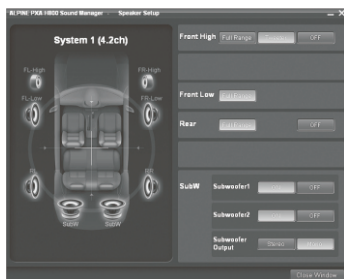 ALPINE PXA-H800 Sound Manager - Speaker Setup
System 1 (4.2ch)
FL-High
FR-High
FL-Low
FR-Low
RL
RR
SubW
SubW
Front High
Full Range
OFF
Front Low
Full Range
Rear
Full Range
OFF
SubW
Subwoofer1
OFF
Subwoofer2
OFF
Subwoofer Output
Stereo
Close Window